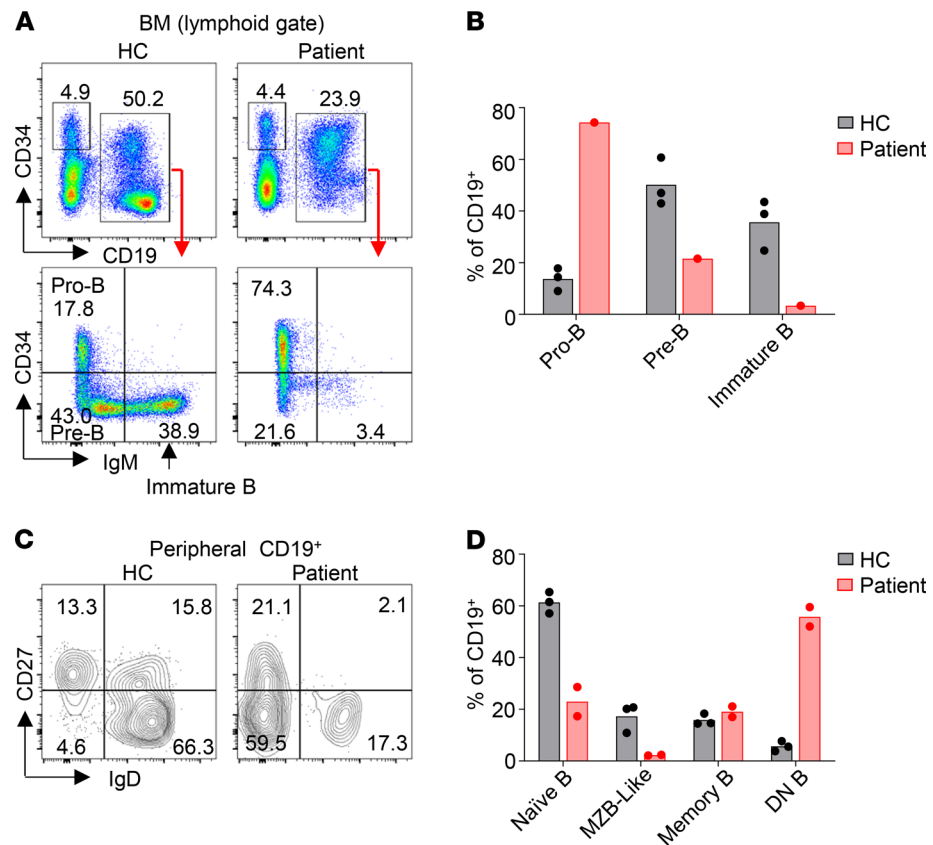 A
BM (lymphoid gate)
HC
Patient
4.9
50.2
4.4
23.9
CD34
CD19
Pro-B
17.8
74.3
CD34
43.0
Pre-B
38.9
21.6
3.4
IgM
Immature B
B
80
60
40
20
0
% of CD19+
HC
Patient
Pro-B
Pre-B
Immature B
C
Peripheral CD19+
HC
Patient
13.3
15.8
21.1
2.1
CD27
4.6
66.3
59.5
17.3
IgD
D
80
60
40
20
0
% of CD19+
HC
Patient
Naïve B
MZB-Like
Memory B
DN B